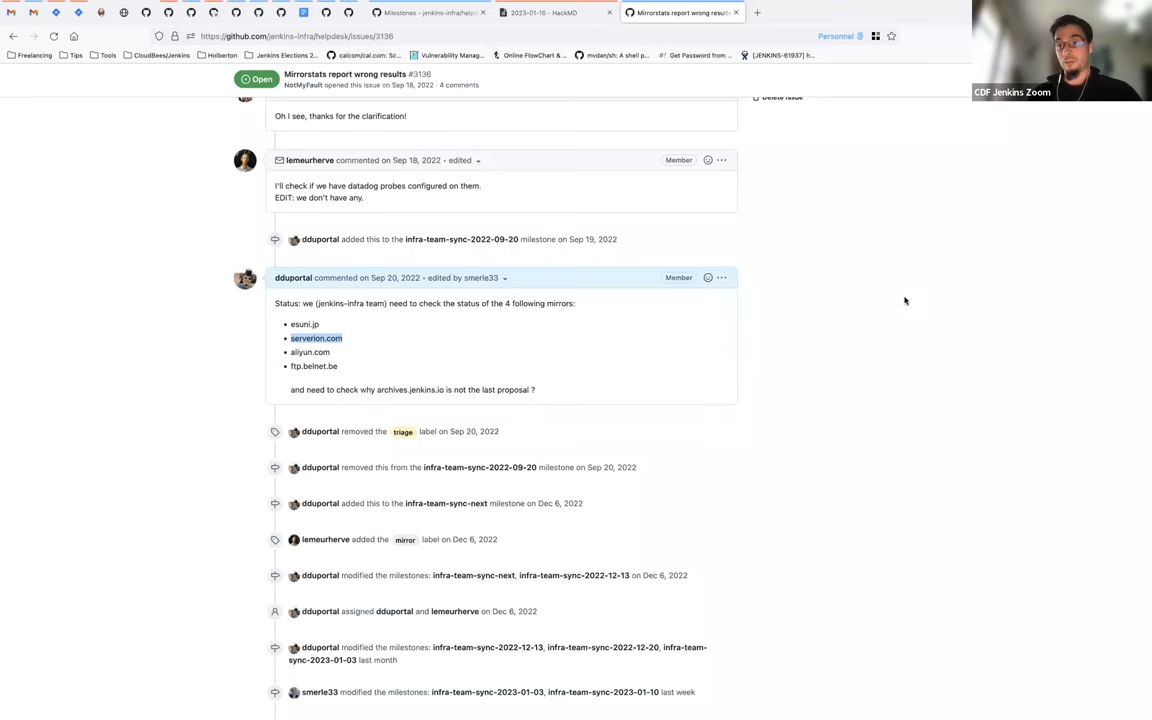 Milestones - jenkins-infra/help
2023-01-10 - HackMD
Mirrorstats report wrong result
https://github.com/jenkins-infra/helpdesk/issues/3136
Personnel
Freelancing
Tips
Tools
CloudBees/Jenkins
Holberton
Jenkins Elections 2...
calcom/cal.com: Sc...
Vulnerability Manag...
Online FlowChart & ...
mvdan/sh: A shell p...
Get Password from ...
[JENKINS-61937] h...
CDF Jenkins Zoom
Open
Mirrorstats report wrong results #3136
NotMyFault opened this issue on Sep 18, 2022 · 4 comments
Delete issue
Oh I see, thanks for the clarification!
lemeurherve commented on Sep 18, 2022 • edited
Member
I'll check if we have datadog probes configured on them.
EDIT: we don't have any.
dduportal added this to the infra-team-sync-2022-09-20 milestone on Sep 19, 2022
dduportal commented on Sep 20, 2022 • edited by smerle33
Member
Status: we (jenkins-infra team) need to check the status of the 4 following mirrors:
• esuni.jp
• serverion.com
• aliyun.com
• ftp.belnet.be
and need to check why archives.jenkins.io is not the last proposal ?
dduportal removed the triage label on Sep 20, 2022
dduportal removed this from the infra-team-sync-2022-09-20 milestone on Sep 20, 2022
dduportal added this to the infra-team-sync-next milestone on Dec 6, 2022
lemeurherve added the mirror label on Dec 6, 2022
dduportal modified the milestones: infra-team-sync-next, infra-team-sync-2022-12-13 on Dec 6, 2022
dduportal assigned dduportal and lemeurherve on Dec 6, 2022
dduportal modified the milestones: infra-team-sync-2022-12-13, infra-team-sync-2022-12-20, infra-team-
sync-2023-01-03 last month
smerle33 modified the milestones: infra-team-sync-2023-01-03, infra-team-sync-2023-01-10 last week